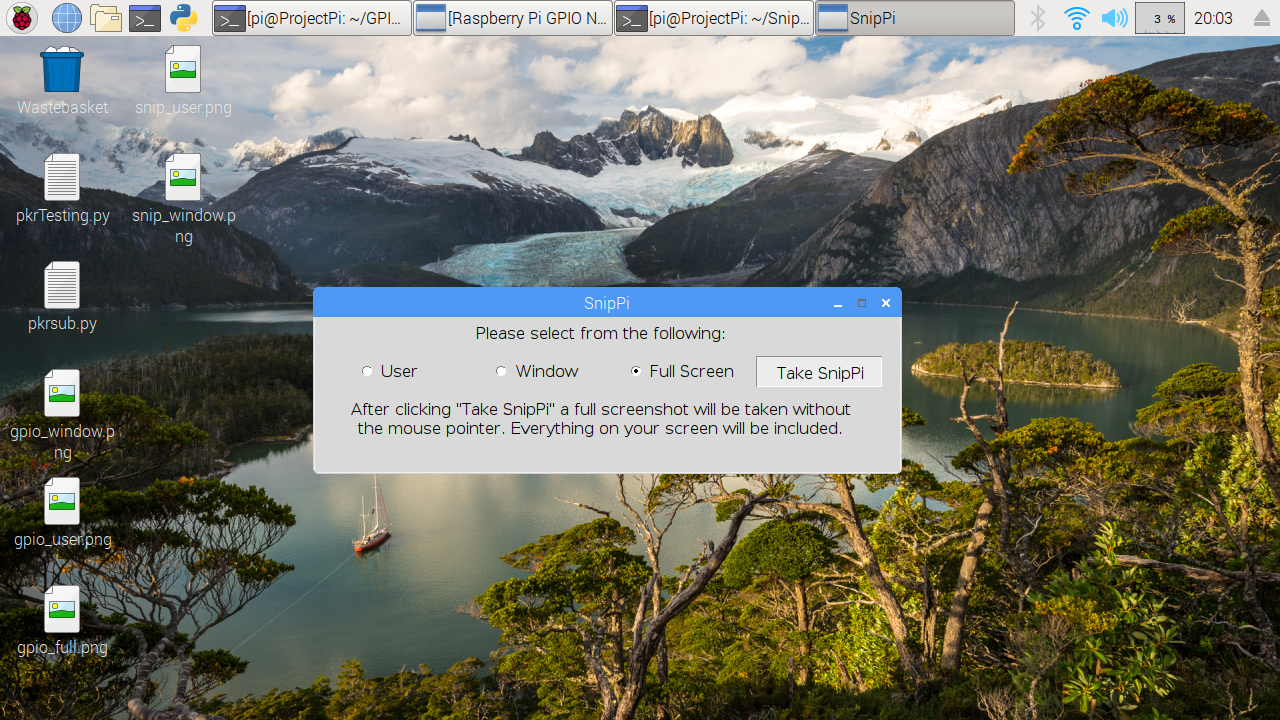 [pi@ProjectPi: ~/GPI...
[Raspberry Pi GPIO N...
[pi@ProjectPi: ~/Snip...
SnipPi
3 %
20:03
Wastebasket
snip_user.png
pkrTesting.py
snip_window.p
ng
pkrsub.py
gpio_window.p
ng
gpio_user.png
gpio_full.png
SnipPi
Please select from the following:
User
Window
Full Screen
Take SnipPi
After clicking "Take SnipPi" a full screenshot will be taken without
the mouse pointer. Everything on your screen will be included.